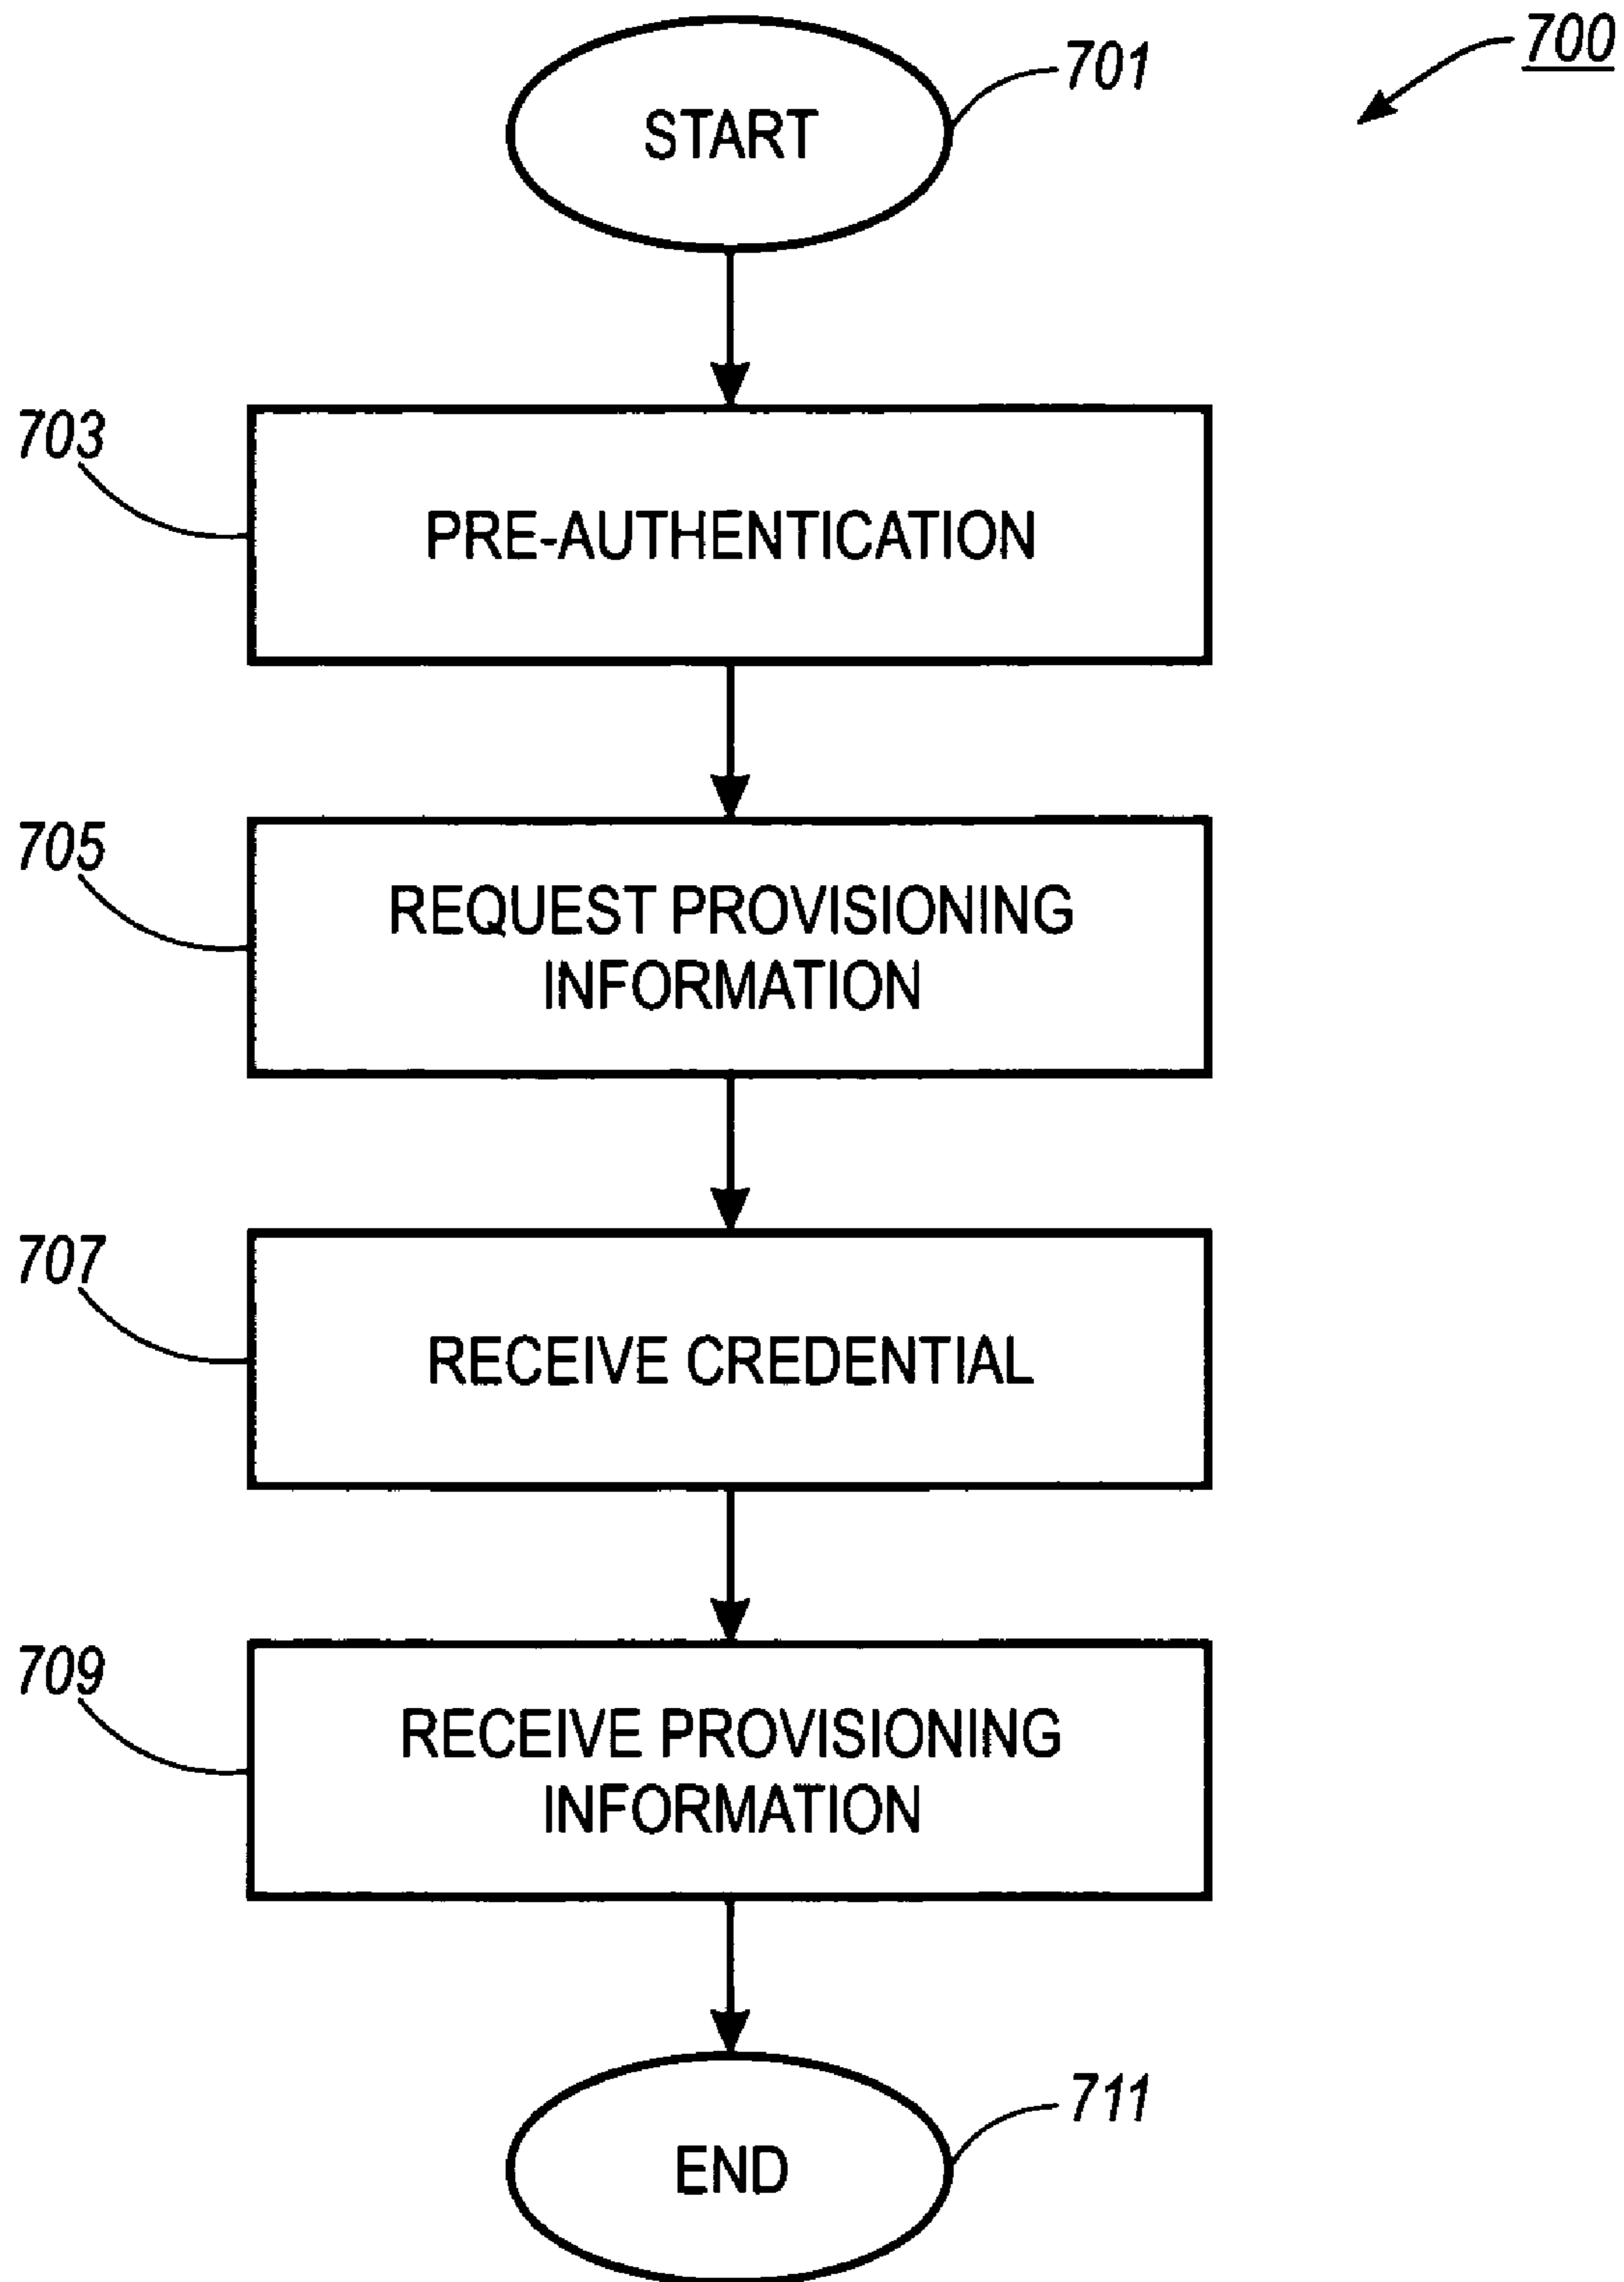 700
701
START
703
PRE-AUTHENTICATION
705
REQUEST PROVISIONING
INFORMATION
707
RECEIVE CREDENTIAL
709
RECEIVE PROVISIONING
INFORMATION
711
END